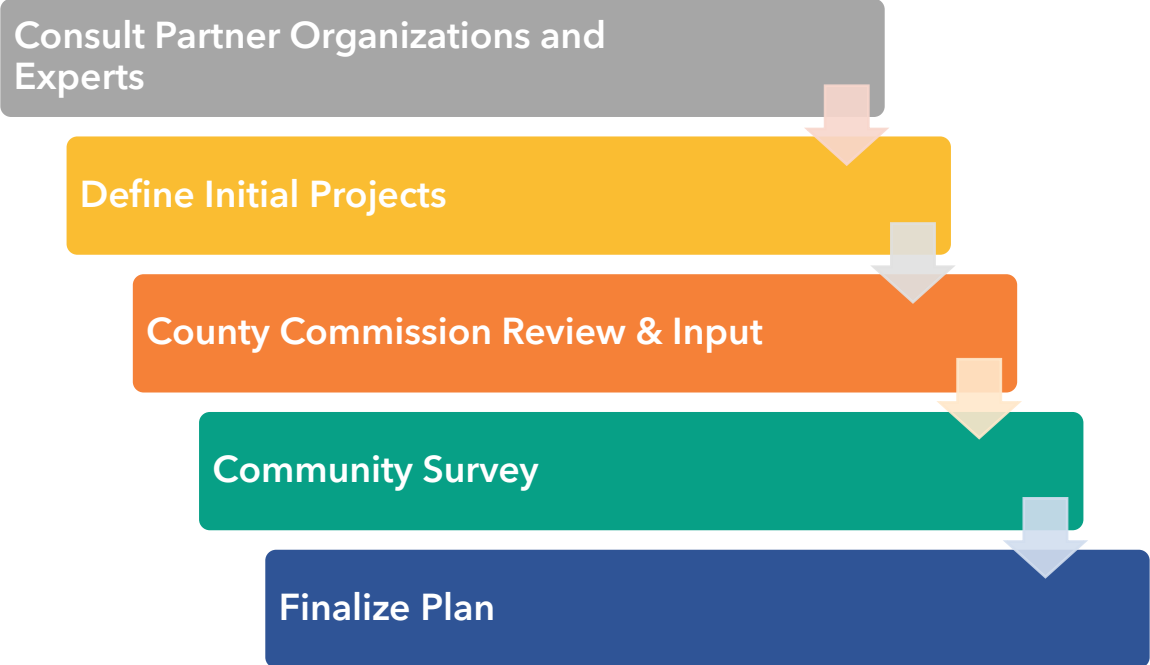 Consult Partner Organizations and
Experts
Define Initial Projects
County Commission Review & Input
Community Survey
Finalize Plan